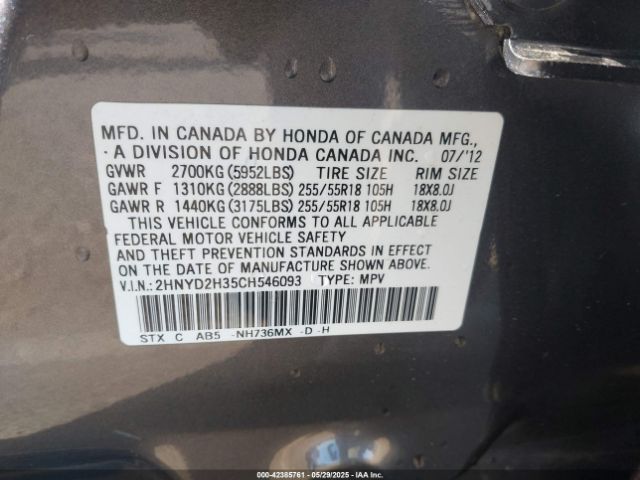 MFD. IN CANADA BY HONDA OF CANADA MFG.,
A DIVISION OF HONDA CANADA INC. 07/'12
GVWR 2700KG (5952LBS) TIRE SIZE RIM SIZE
GAWR F 1310KG (2888LBS) 255/55R18 105H 18X8.0J
GAWR R 1440KG (3175LBS) 255/55R18 105H 18X8.0J
THIS VEHICLE CONFORMS TO ALL APPLICABLE
FEDERAL MOTOR VEHICLE SAFETY
AND THEFT PREVENTION STANDARDS IN EFFECT
ON THE DATE OF MANUFACTURE SHOWN ABOVE.
V.I.N.: 2HNYD2H35CH546093 TYPE: MPV
STX C AB5 -NH736MX -D -H
00-42385761 | 05/29/2025 | IAA Inc.